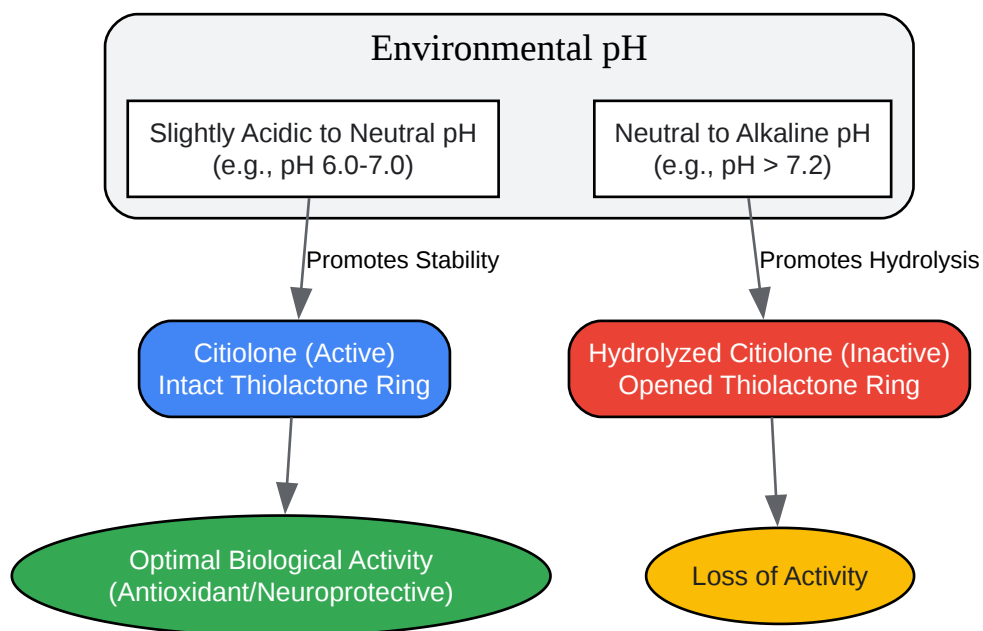 Environmental pH
Slightly Acidic to Neutral pH
(e.g., pH 6.0-7.0)
Neutral to Alkaline pH
(e.g., pH > 7.2)
Promotes Stability
Promotes Hydrolysis
Citiolone (Active)
Intact Thiolactone Ring
Hydrolyzed Citiolone (Inactive)
Opened Thiolactone Ring
Optimal Biological Activity
(Antioxidant/Neuroprotective)
Loss of Activity